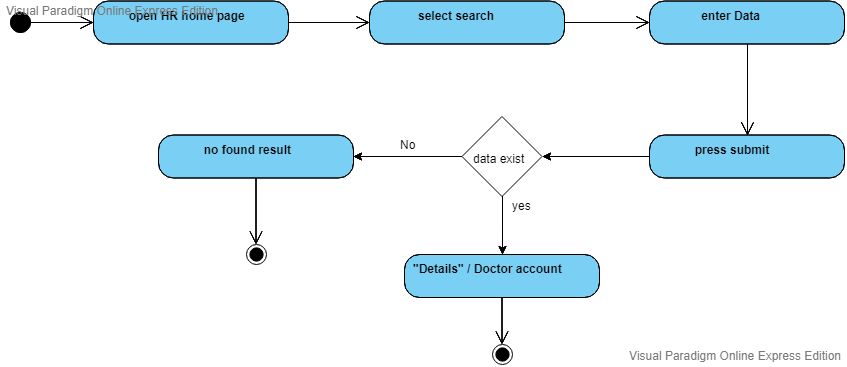 Visual Paradigm Online Express Edition
open HR home page
select search
enter Data
no found result
No
data exist
press submit
yes
"Details" / Doctor account
Visual Paradigm Online Express Edition